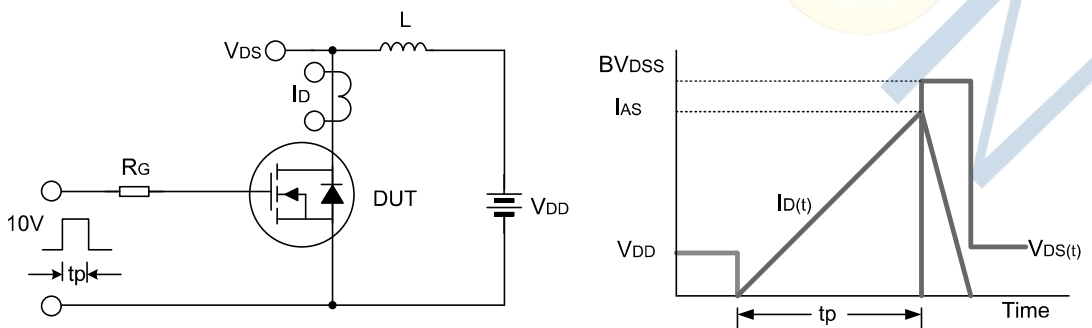 L
VDS
ID
RG
DUT
VDD
10V
tp
BVDSS
IAS
ID(t)
VDD
VDS(t)
Time
tp